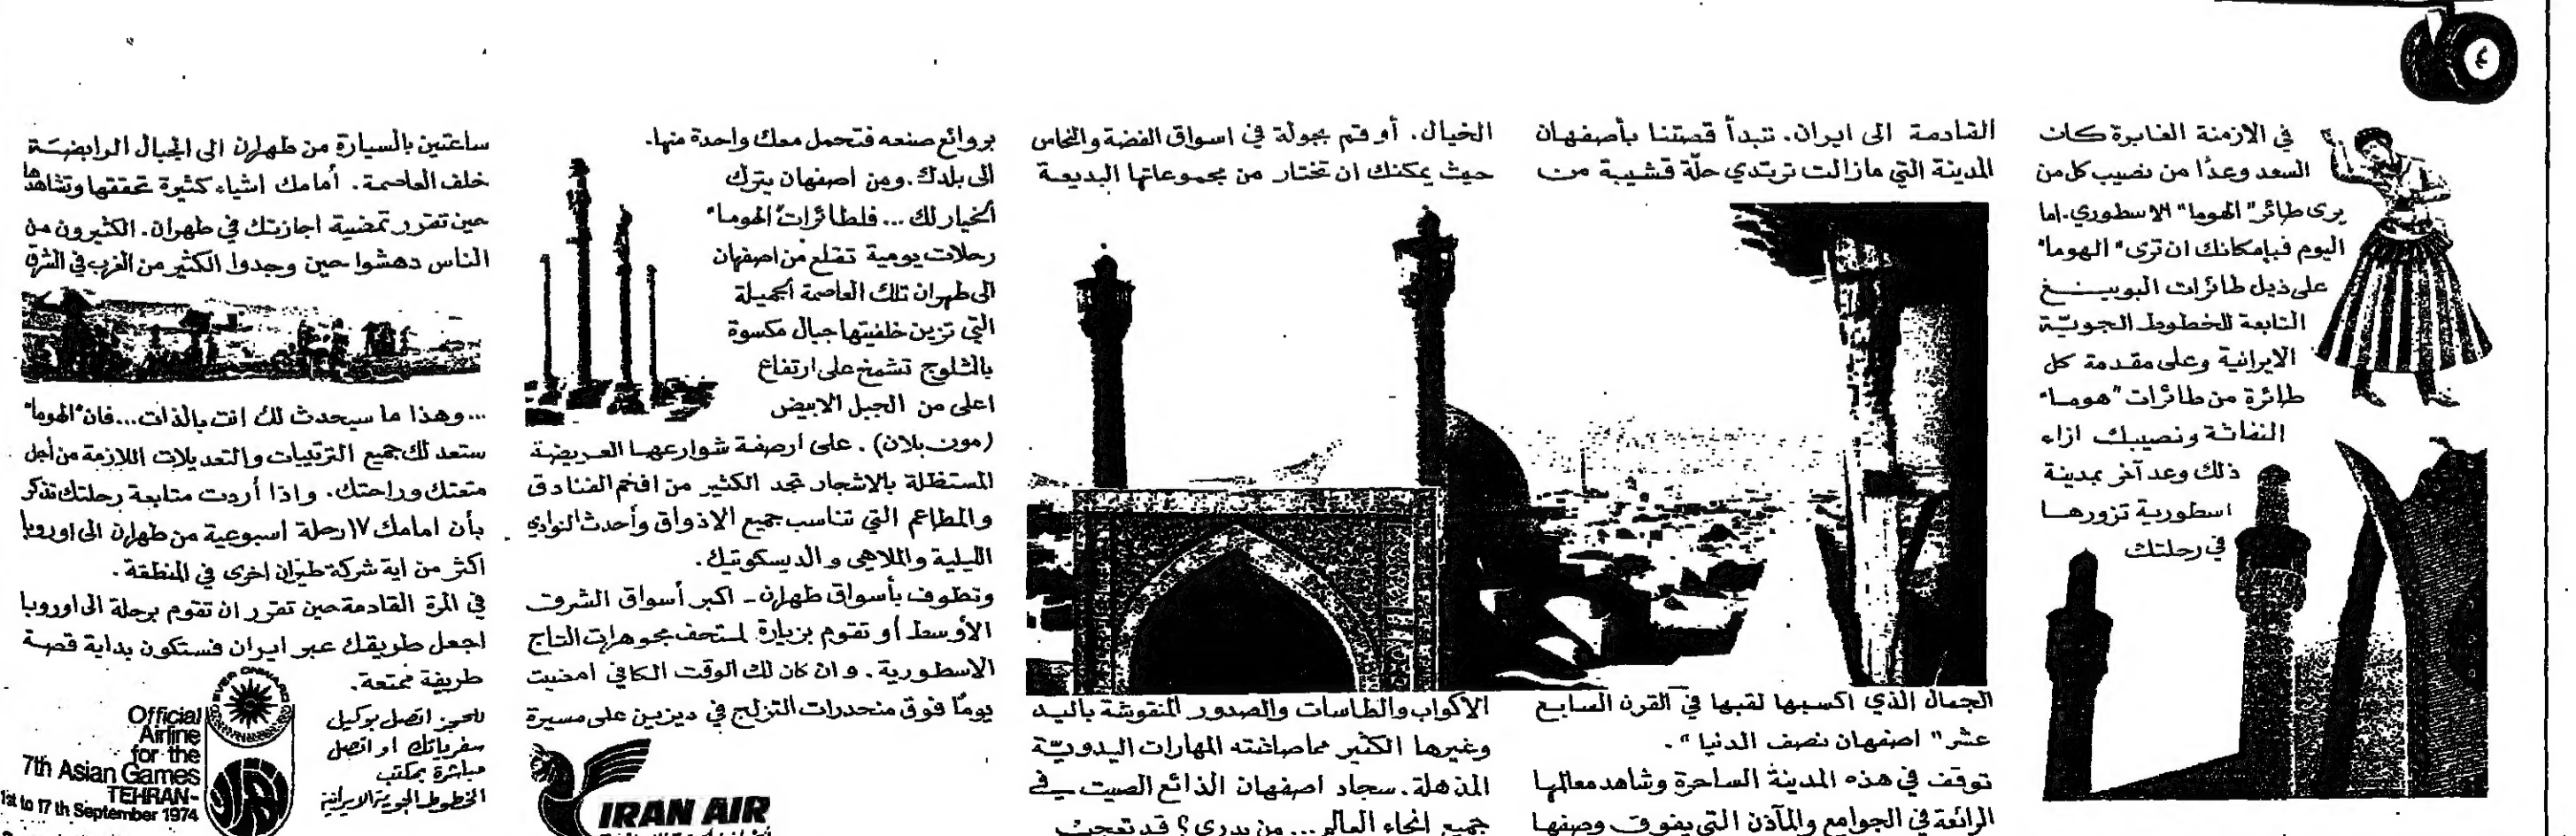 ٤
في الازمنة الغابرة كان
السعد وعدًا من نصيب كل من
يرى طائر "الهوما" الاسطوري. اما
اليوم فبإمكانك ان ترى "الهوما"
على ذيل طائرات البوينغ
التابعة للخطوط الجويّة
الايرانية وعلى مقدمة كل
طائرة من طائرات "هوما"
النفاثة ونصيبك ازاء
ذلك وعد آخر بمدينة
اسطورية تزورها
في رحلتك
القادمة الى ايران. تبدأ قصتنا بأصفهان
المدينة التي مازالت ترتدي حلّة قشيبة من
الجمال الذي اكسبها لقبها في القرن السابع
عشر "اصفهان نصف الدنيا".
توقف في هذه المدينة الساحرة وشاهد معالمها
الرائعة في الجوامع والمآذن التي يفوق وصفها
الخيال. أو قم بجولة في اسواق الفضة والنحاس
حيث يمكنك ان تختار من مجموعاتها البديعة
الاكواب والطاسات والصدور المنقوشة باليد
وغيرها الكثير مما صاغته المهارات اليدويّة
المذهلة. سجاد اصفهان الذائع الصيت في
جميع انحاء العالم... من يدري؟ قد تعجب
بروائع صنعه فتحمل معك واحدة منها.
الى بلدك. ومن اصفهان يترك
الخيار لك... فلطائرات "الهوما"
رحلات يومية تقلع من اصفهان
الى طهران تلك العاصمة الجميلة
التي تزين خلفيتها جبال مكسوة
بالثلوج تشمخ على ارتفاع
اعلى من الجبل الابيض
(مون بلان). على ارصفة شوارعها العريضة
المستظلة بالاشجار تجد الكثير من افخم الفنادق
والمطاعم التي تناسب جميع الاذواق وأحدث النوادي
الليلية والملاهي والديسكوتيك.
وتطوف بأسواق طهران - اكبر أسواق الشرق
الأوسط أو تقوم بزيارة لمتحف مجوهرات التاج
الاسطورية. وان كان لك الوقت الكافي امضيت
يومًا فوق منحدرات التزلج في ديزين على مسيرة
IRAN AIR
ساعتين بالسيارة من طهران الى الجبال الرابضة
خلف العاصمة. أمامك اشياء كثيرة تحققها وتشاهدها
حين تقرر تمضية اجازتك في طهران. الكثيرون من
الناس دهشوا حين وجدوا الكثير من الغرب في الشرق
...وهذا ما سيحدث لك انت بالذات... فان "الهوما"
ستعد لك جميع الترتيبات والتعديلات اللازمة من أجل
متعتك وراحتك. واذا أردت متابعة رحلتك تذكر
بأن امامك ١٧ رحلة اسبوعية من طهران الى اوروبا
اكثر من اية شركة طيران اخرى في المنطقة.
في المرة القادمة حين تقرر ان تقوم برحلة الى اوروبا
اجعل طريقك عبر ايران فستكون بداية قصة
طريفة ممتعة.
للحجز اتصل بوكيل
سفرياتك او اتصل
مباشرة بمكتب
الخطوط الجوية الايرانية
EVER ONWARD
Official
Airline
for the
7th Asian Games
TEHRAN-
1st to 17 th September 1974